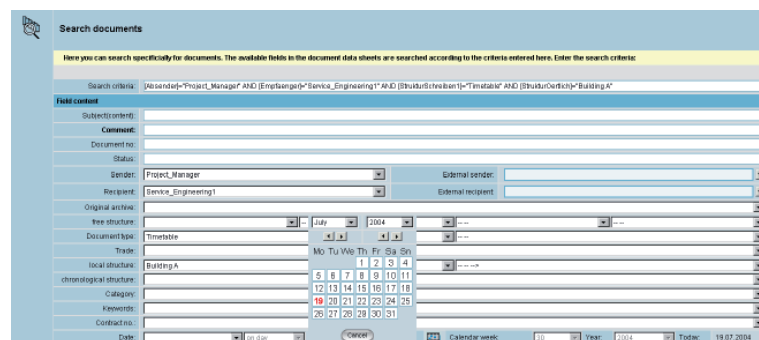 Search documents
Here you can search specificially for documents. The available fields in the document data sheets are searched according to the criteria entered here. Enter the search criteria:
Search criteria: [Absender]="Project_Manager" AND [Empfaenger]="Service_Engineering1" AND [StrukturSchreiben1]="Timetable" AND [StrukturOertlich]="Building A"
Field content
Subject(content):
Comment:
Document no:
Status:
Sender: Project_Manager External sender:
Recipient: Service_Engineering1 External recipient:
Original archive:
free structure: -- July 2004 -- -- -- --
Document type: Timetable -- --
Trade:
Mo Tu We Th Fr Sa Sn
1 2 3 4
local structure: Building A -- -->
5 6 7 8 9 10 11
chronological structure:
12 13 14 15 16 17 18
Category:
19 20 21 22 23 24 25
Keywords:
26 27 28 29 30 31
Contract no.:
Date: on day Cancel Calendar week: 30 Year: 2004 Today: 19.07.2004